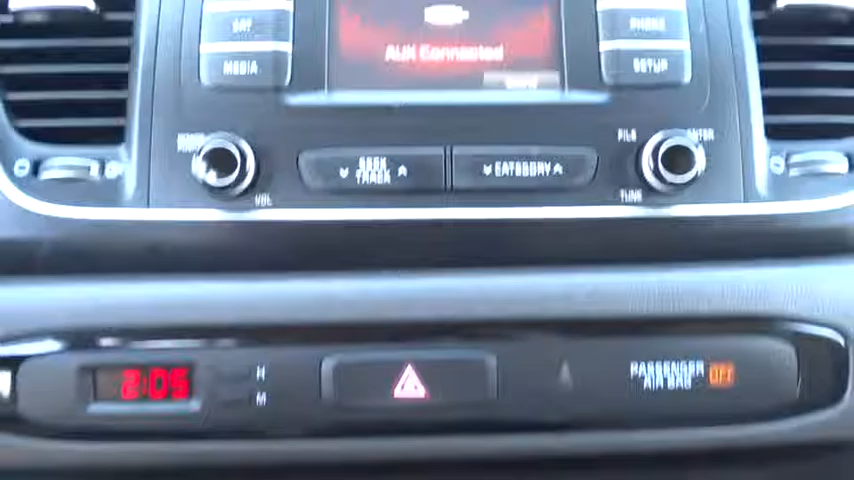 SAT
MEDIA
AUX Connected
PHONE
SETUP
POWER
PUSH
VOL
SEEK
TRACK
CATEGORY
FILE
ENTER
TUNE
2:05
H
M
PASSENGER
AIR BAG
OFF